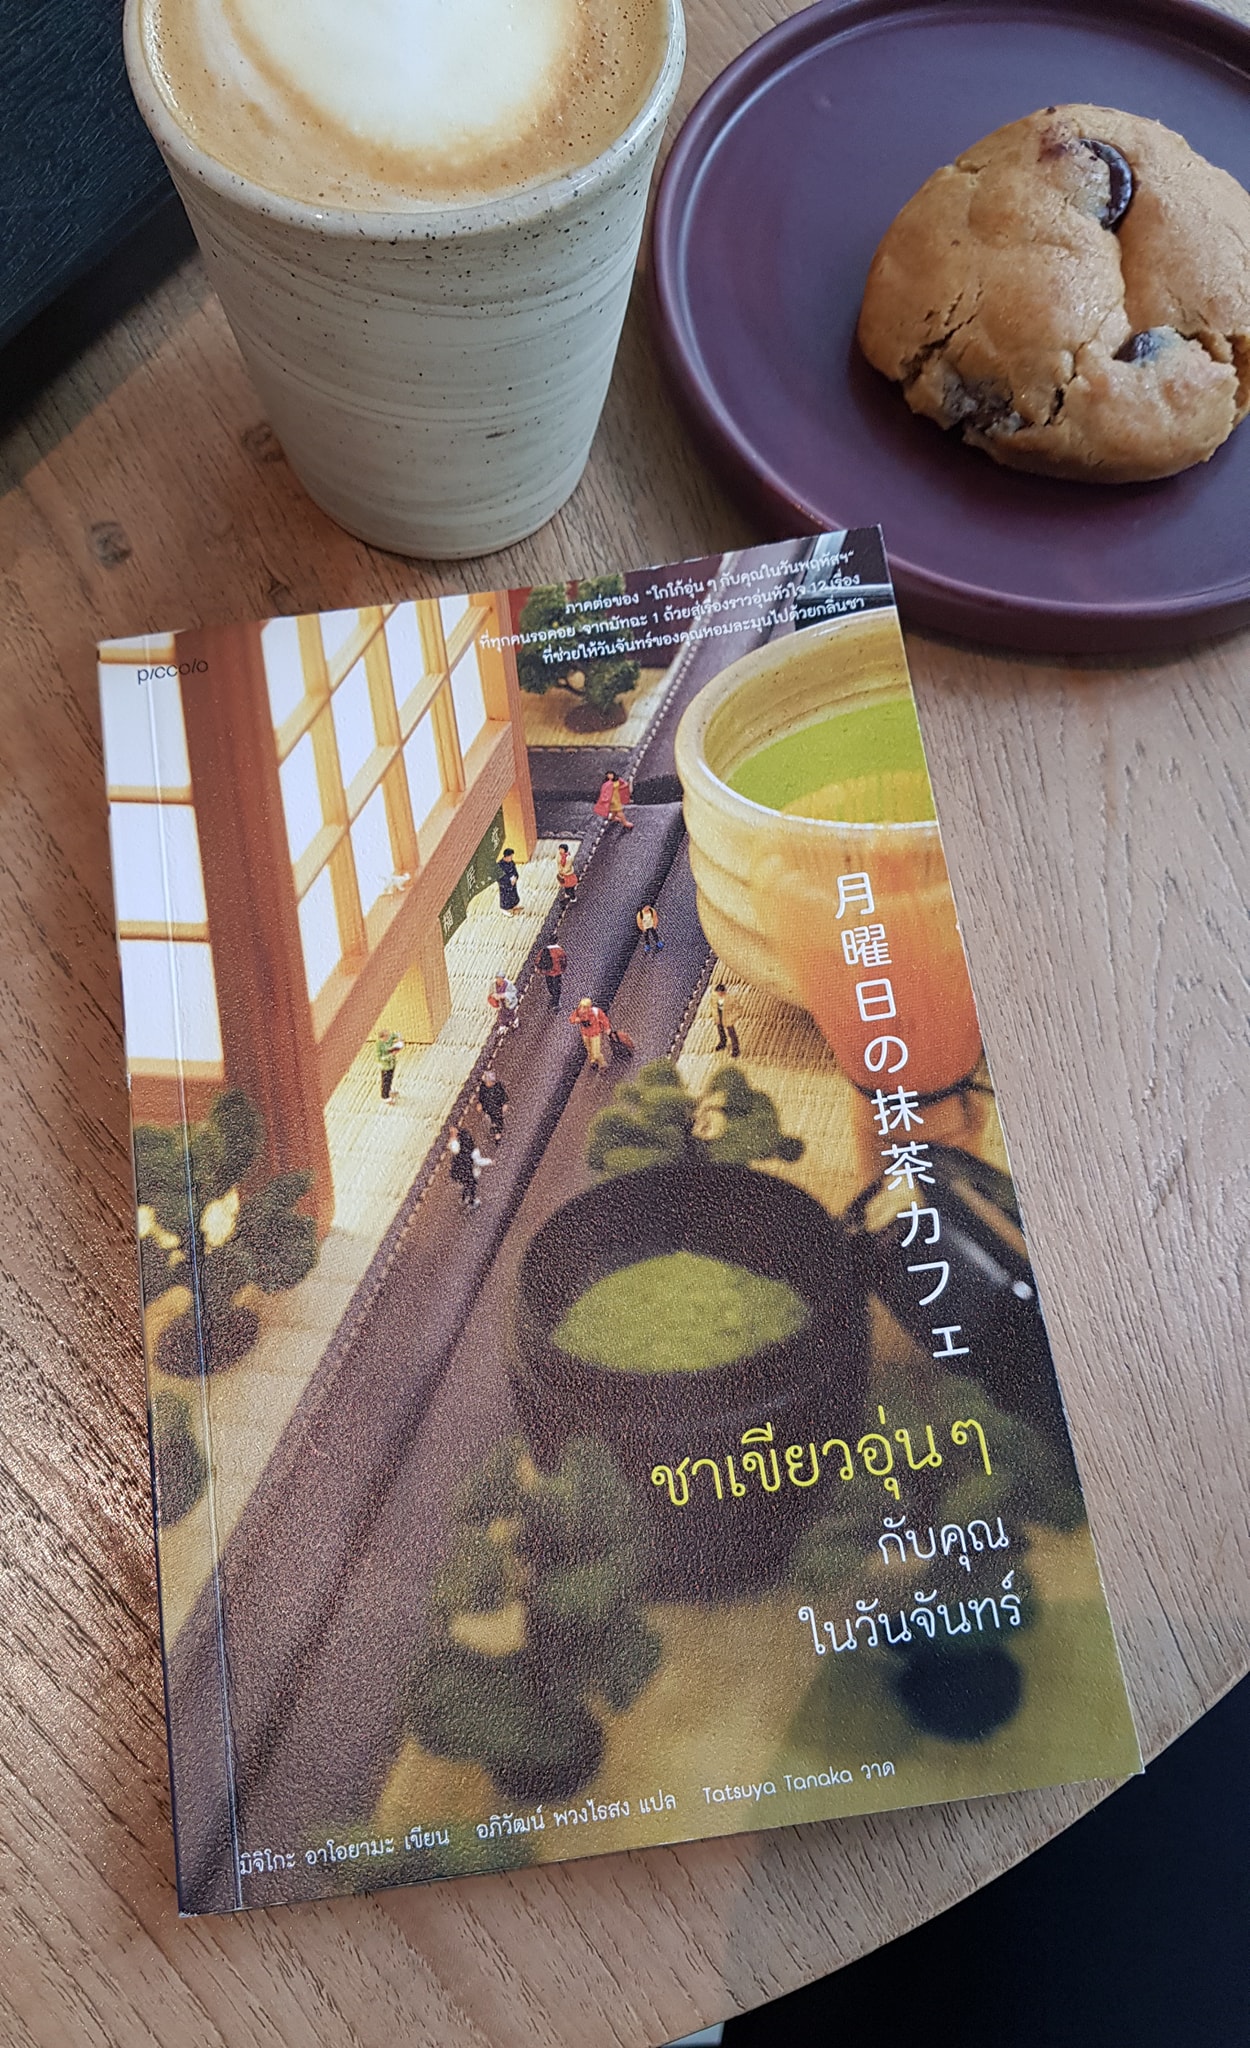 ภาคต่อของ "โกโก้อุ่น ๆ กับคุณในวันพฤหัสฯ"
ที่ทุกคนรอคอย จากมัทฉะ 1 ถ้วยสู่เรื่องราวอุ่นหัวใจ 12 เรื่อง
ที่ช่วยให้วันจันทร์ของคุณหอมละมุนไปด้วยกลิ่นชา
piccolo
月曜日の抹茶カフェ
ชาเขียวอุ่น ๆ
กับคุณ
ในวันจันทร์
มิจิโกะ อาโอยามะ เขียน อภิวัฒน์ พวงไธสง แปล Tatsuya Tanaka วาด